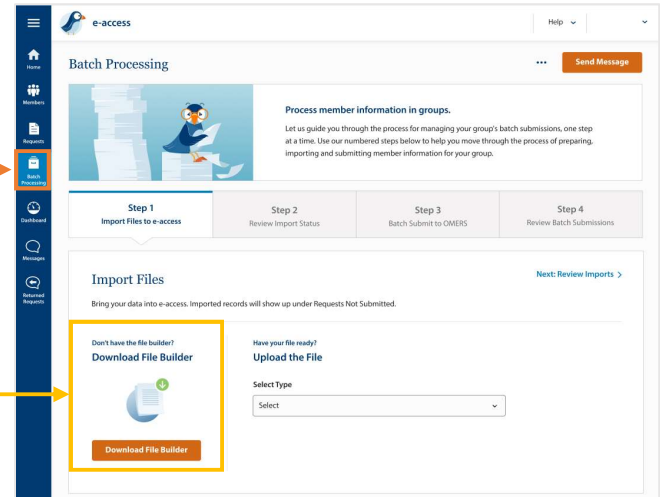 e-access
Help
Home
Members
Requests
Batch
Processing
Dashboard
Messages
Returned
Requests
Batch Processing
Send Message
Process member information in groups.
Let us guide you through the process for managing your group's batch submissions, one step
at a time. Use our numbered steps below to help you move through the process of preparing,
importing and submitting member information for your group.
Step 1
Import Files to e-access
Step 2
Review Import Status
Step 3
Batch Submit to OMERS
Step 4
Review Batch Submissions
Import Files
Next: Review Imports >
Bring your data into e-access. Imported records will show up under Requests Not Submitted.
Don't have the file builder?
Download File Builder
Download File Builder
Have your file ready?
Upload the File
Select Type
Select